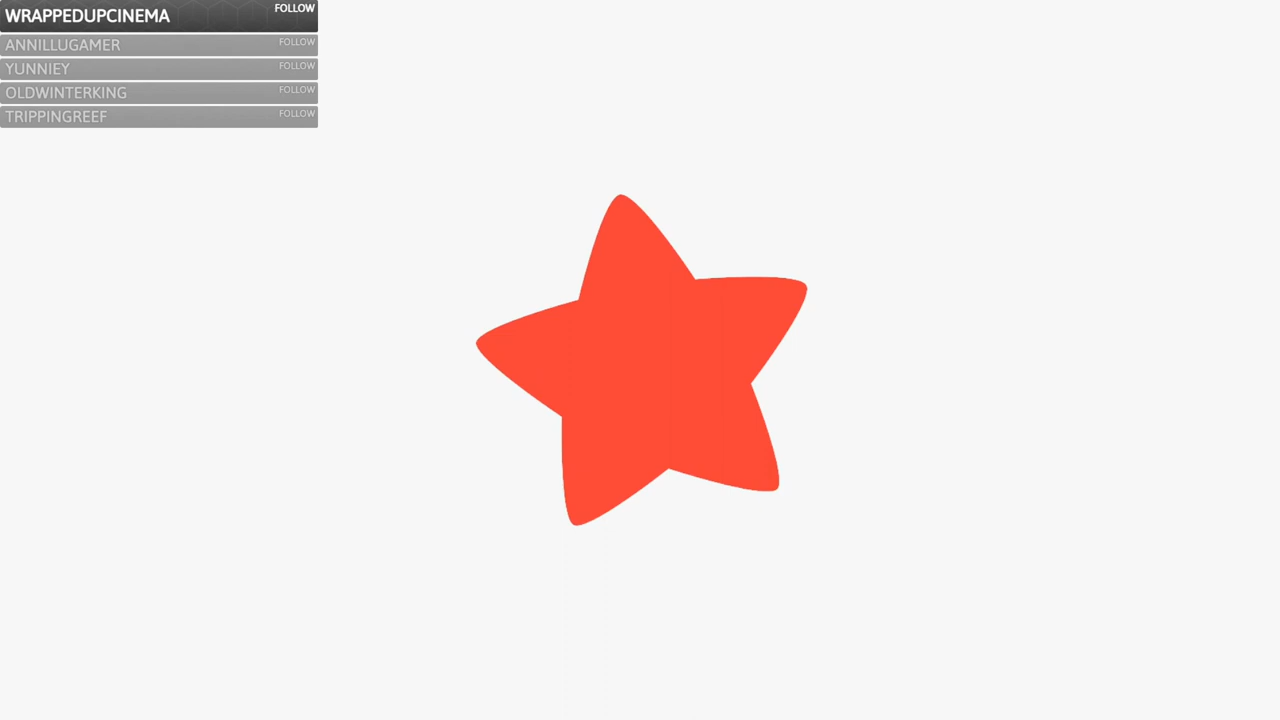 WRAPPEDUPCINEMA FOLLOW
ANNILLUGAMER FOLLOW
YUNNIEY FOLLOW
OLDWINTERKING FOLLOW
TRIPPINGREEF FOLLOW